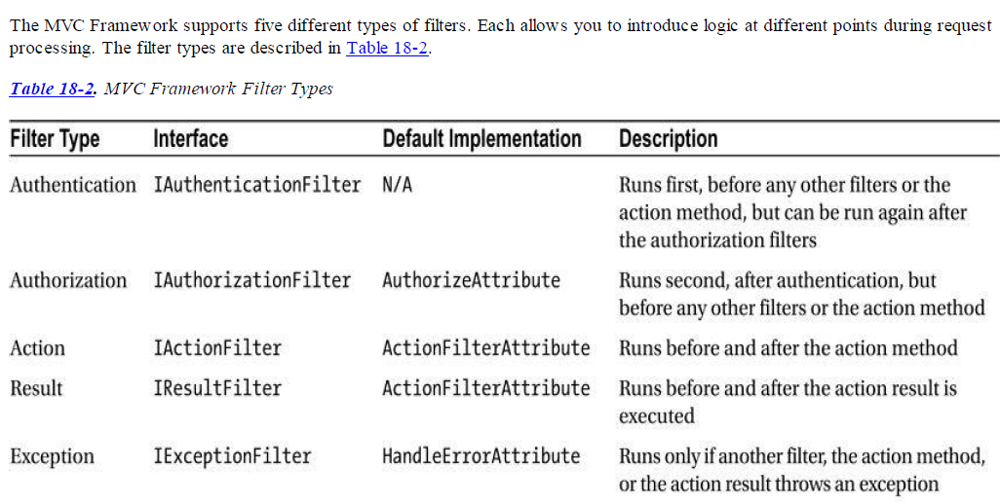 The MVC Framework supports five different types of filters. Each allows you to introduce logic at different points during request
processing. The filter types are described in Table 18-2.
Table 18-2. MVC Framework Filter Types
Filter Type Interface Default Implementation Description
Authentication IAuthenticationFilter N/A Runs first, before any other filters or the
action method, but can be run again after
the authorization filters
Authorization IAuthorizationFilter AuthorizeAttribute Runs second, after authentication, but
before any other filters or the action method
Action IActionFilter ActionFilterAttribute Runs before and after the action method
Result IResultFilter ActionFilterAttribute Runs before and after the action result is
executed
Exception IExceptionFilter HandleErrorAttribute Runs only if another filter, the action method,
or the action result throws an exception